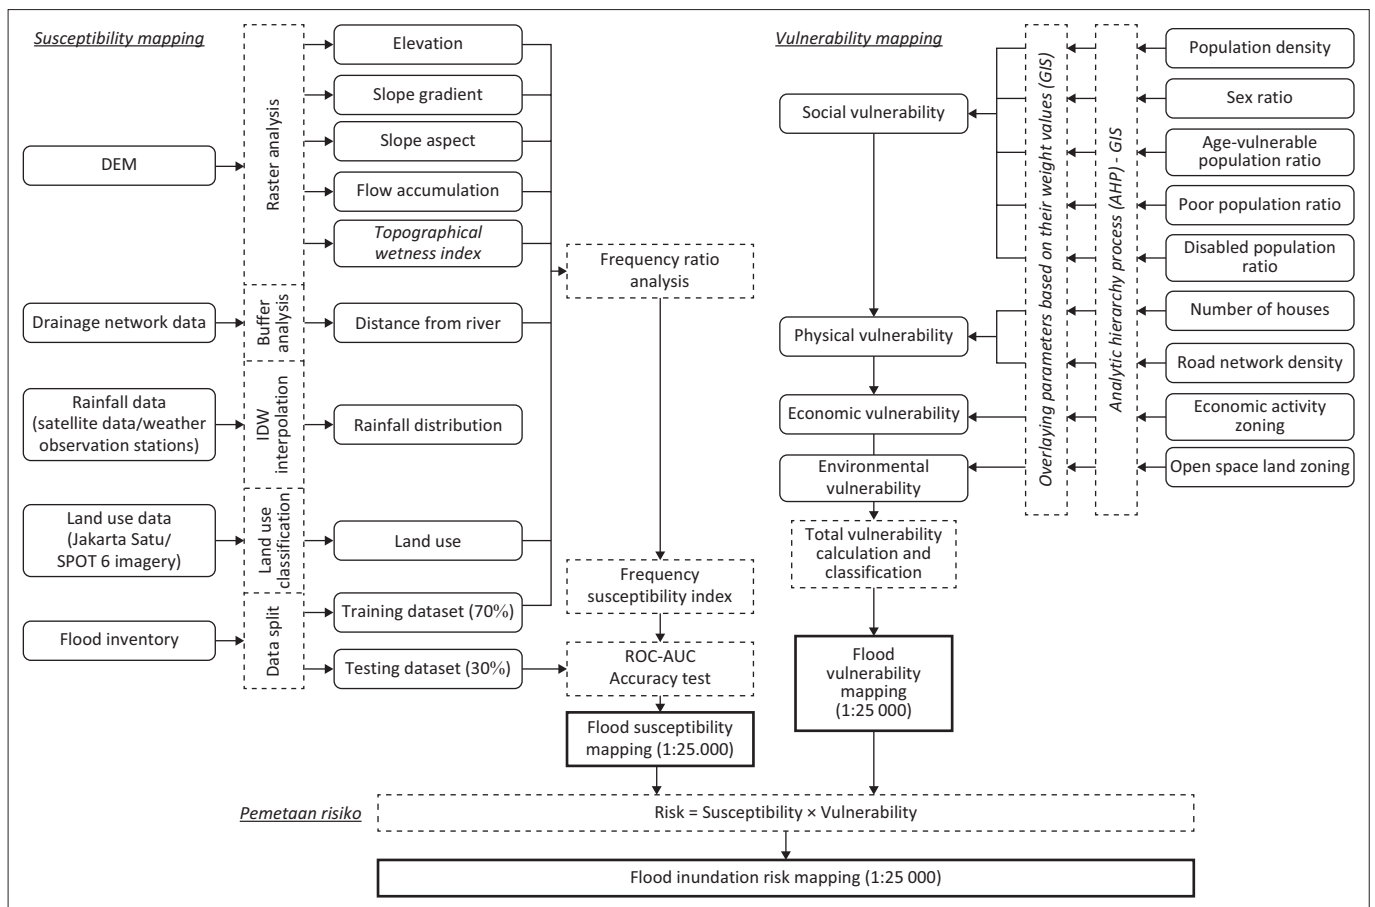 Susceptibility mapping
DEM
Drainage network data
Rainfall data
(satellite data/weather
observation stations)
Land use data
(Jakarta Satu/
SPOT 6 imagery)
Flood inventory
Raster analysis
Buffer
analysis
IDW
interpolation
Land use
classification
Data split
Elevation
Slope gradient
Slope aspect
Flow accumulation
Topographical
wetness index
Distance from river
Rainfall distribution
Land use
Training dataset (70%)
Testing dataset (30%)
Frequency ratio
analysis
Frequency
susceptibility index
ROC-AUC
Accuracy test
Flood susceptibility
mapping (1:25.000)
Vulnerability mapping
Social vulnerability
Physical vulnerability
Economic vulnerability
Environmental
vulnerability
Total vulnerability
calculation and
classification
Flood
vulnerability
mapping
(1:25 000)
Overlaying parameters based on their weight values (GIS)
Analytic hierarchy process (AHP) - GIS
Population density
Sex ratio
Age-vulnerable
population ratio
Poor population ratio
Disabled population
ratio
Number of houses
Road network density
Economic activity
zoning
Open space land zoning
Pemetaan risiko
Risk = Susceptibility × Vulnerability
Flood inundation risk mapping (1:25 000)